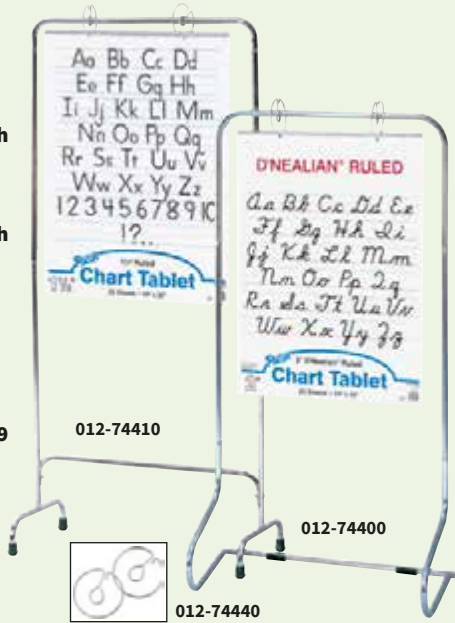 Aa Bb Cc Dd
Ee Ff Gg Hh
Ii Jj Kk Ll Mm
Nn Oo Pp Qq
Rr Ss Tt Uu Vv
Ww Xx Yy Zz
12345678910
!?..
Ruled
Chart Tablet
D'NEALIAN® RULED
Aa Bb Cc Dd Ee
Ff Gg Hh Ii
Jj Kk Ll Mm
Nn Oo Pp Qq
Rr Ss Tt Uu Vv
Ww Xx Yy Zz
Chart Tablet
h
h
9
012-74410
012-74400
012-74440